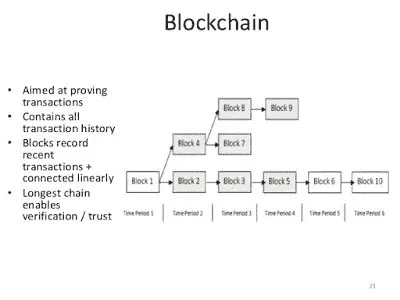 Blockchain
• Aimed at proving
transactions
• Contains all
transaction history
• Blocks record
recent
transactions +
connected linearly
• Longest chain
enables
verification / trust
Block 8
Block 9
Block 4
Block 7
Block 1
Block 2
Block 3
Block 5
Block 6
Block 10
Time Period 1
Time Period 2
Time Period 3
Time Period 4
Time Period 5
Time Period 6
21